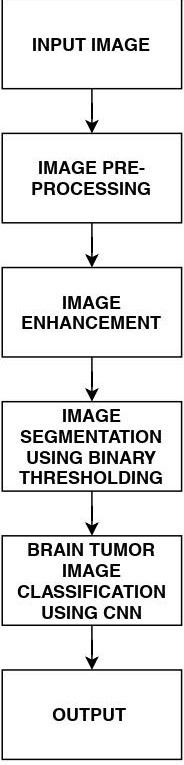 INPUT IMAGE
IMAGE PRE-
PROCESSING
IMAGE
ENHANCEMENT
IMAGE
SEGMENTATION
USING BINARY
THRESHOLDING
BRAIN TUMOR
IMAGE
CLASSIFICATION
USING CNN
OUTPUT